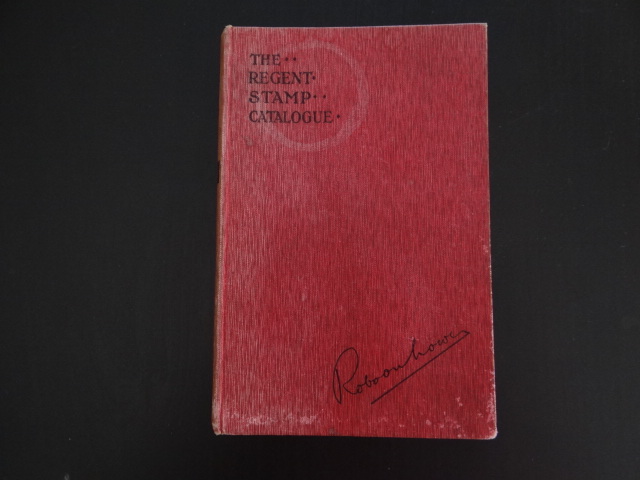 THE··
REGENT·
STAMP··
CATALOGUE·
Robson Lowe